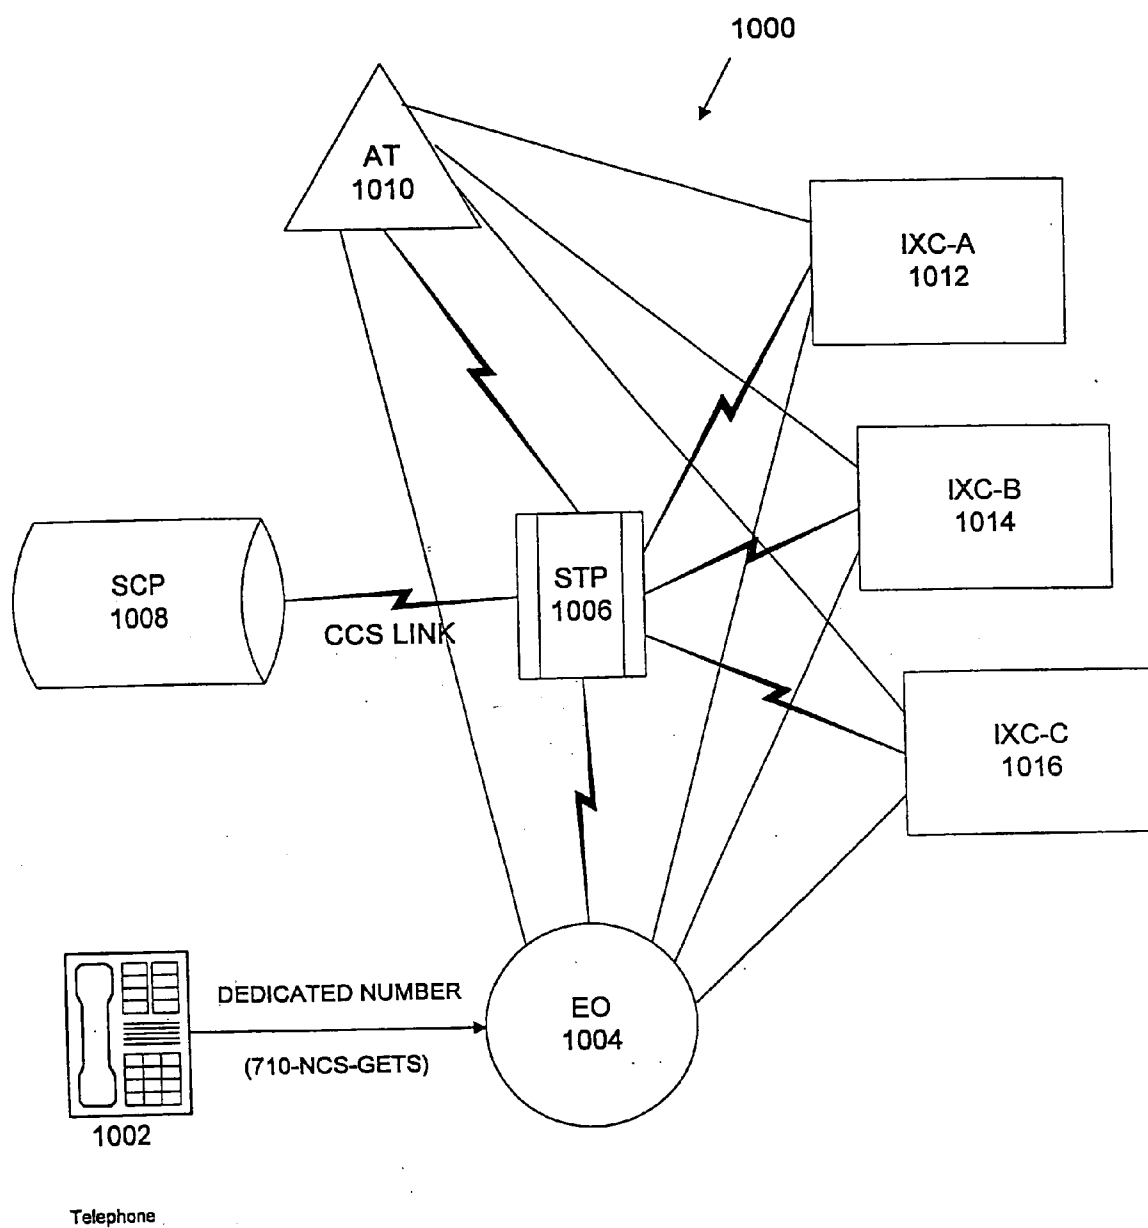 1000
AT
1010
IXC-A
1012
IXC-B
1014
SCP
1008
STP
1006
CCS LINK
IXC-C
1016
DEDICATED NUMBER
(710-NCS-GETS)
EO
1004
1002
Telephone